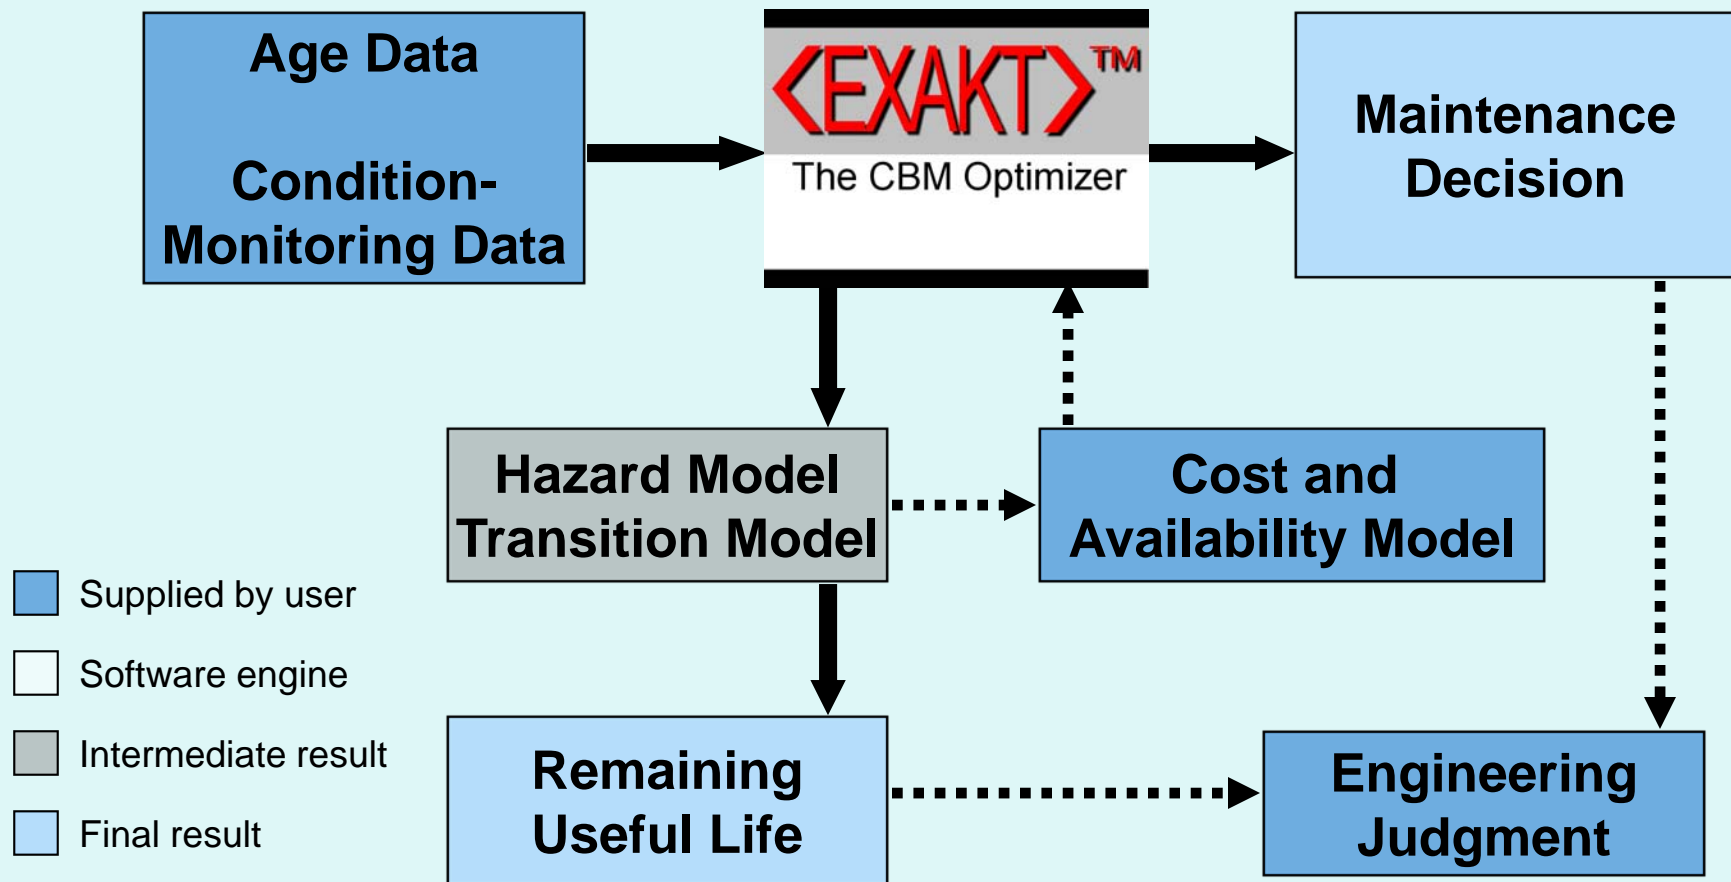 Age Data
Condition-
Monitoring Data
<EXAKT>™
The CBM Optimizer
Maintenance
Decision
Hazard Model
Transition Model
Cost and
Availability Model
Supplied by user
Software engine
Intermediate result
Final result
Remaining
Useful Life
Engineering
Judgment